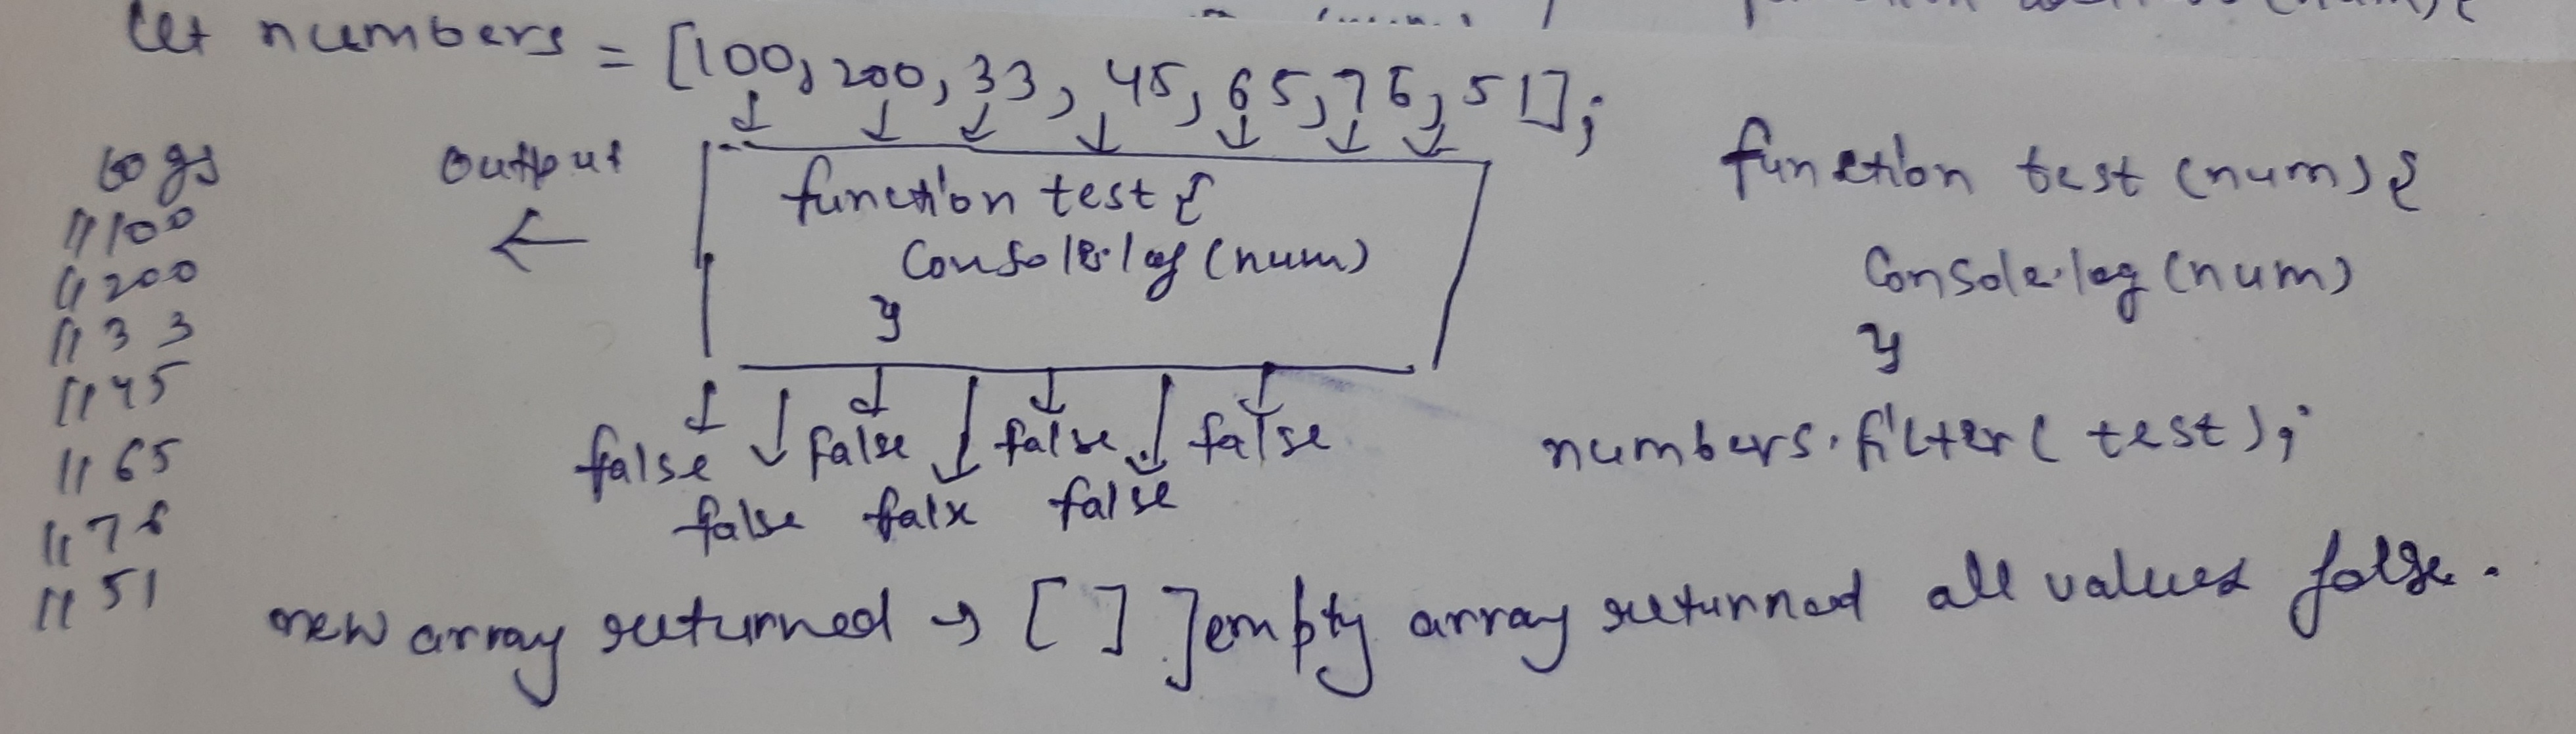 let numbers = [100, 200, 33, 45, 65, 76, 51];
logs
//100
//200
//33
//45
//65
//76
//51
output
←
function test {
console.log (num)
}
false false false false
false false false
function test (num) {
console.log (num)
}
numbers.filter( test );
new array returned → [ ] ] empty array returned all values false.